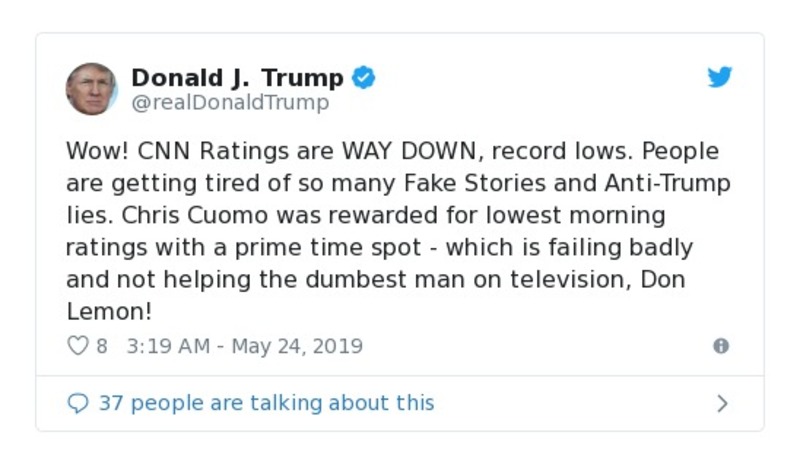 Donald J. Trump
@realDonaldTrump
Wow! CNN Ratings are WAY DOWN, record lows. People
are getting tired of so many Fake Stories and Anti-Trump
lies. Chris Cuomo was rewarded for lowest morning
ratings with a prime time spot - which is failing badly
and not helping the dumbest man on television, Don
Lemon!
8 3:19 AM - May 24, 2019
37 people are talking about this